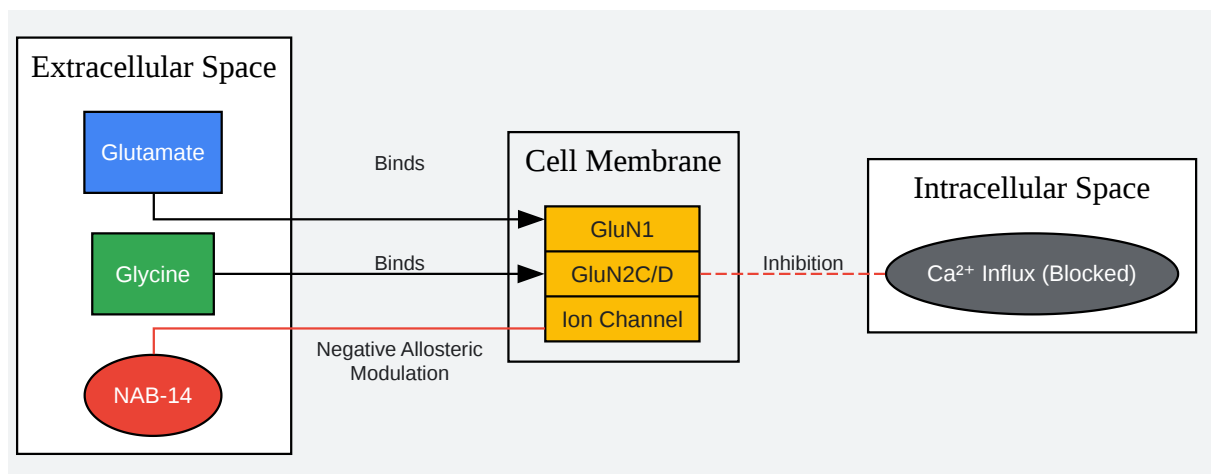 Extracellular Space
Glutamate
Glycine
NAB-14
Binds
Binds
Negative Allosteric
Modulation
Cell Membrane
GluN1
GluN2C/D
Ion Channel
Inhibition
Intracellular Space
Ca²⁺ Influx (Blocked)